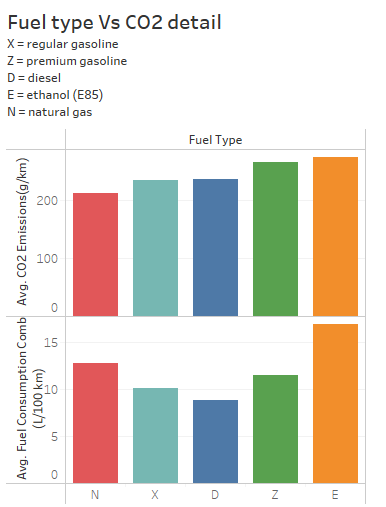 Fuel type Vs CO2 detail
X = regular gasoline
Z = premium gasoline
D = diesel
E = ethanol (E85)
N = natural gas
Fuel Type
Avg. CO2 Emissions(g/km)
200
100
0
Avg. Fuel Consumption Comb
(L/100 km)
15
10
5
0
N X D Z E